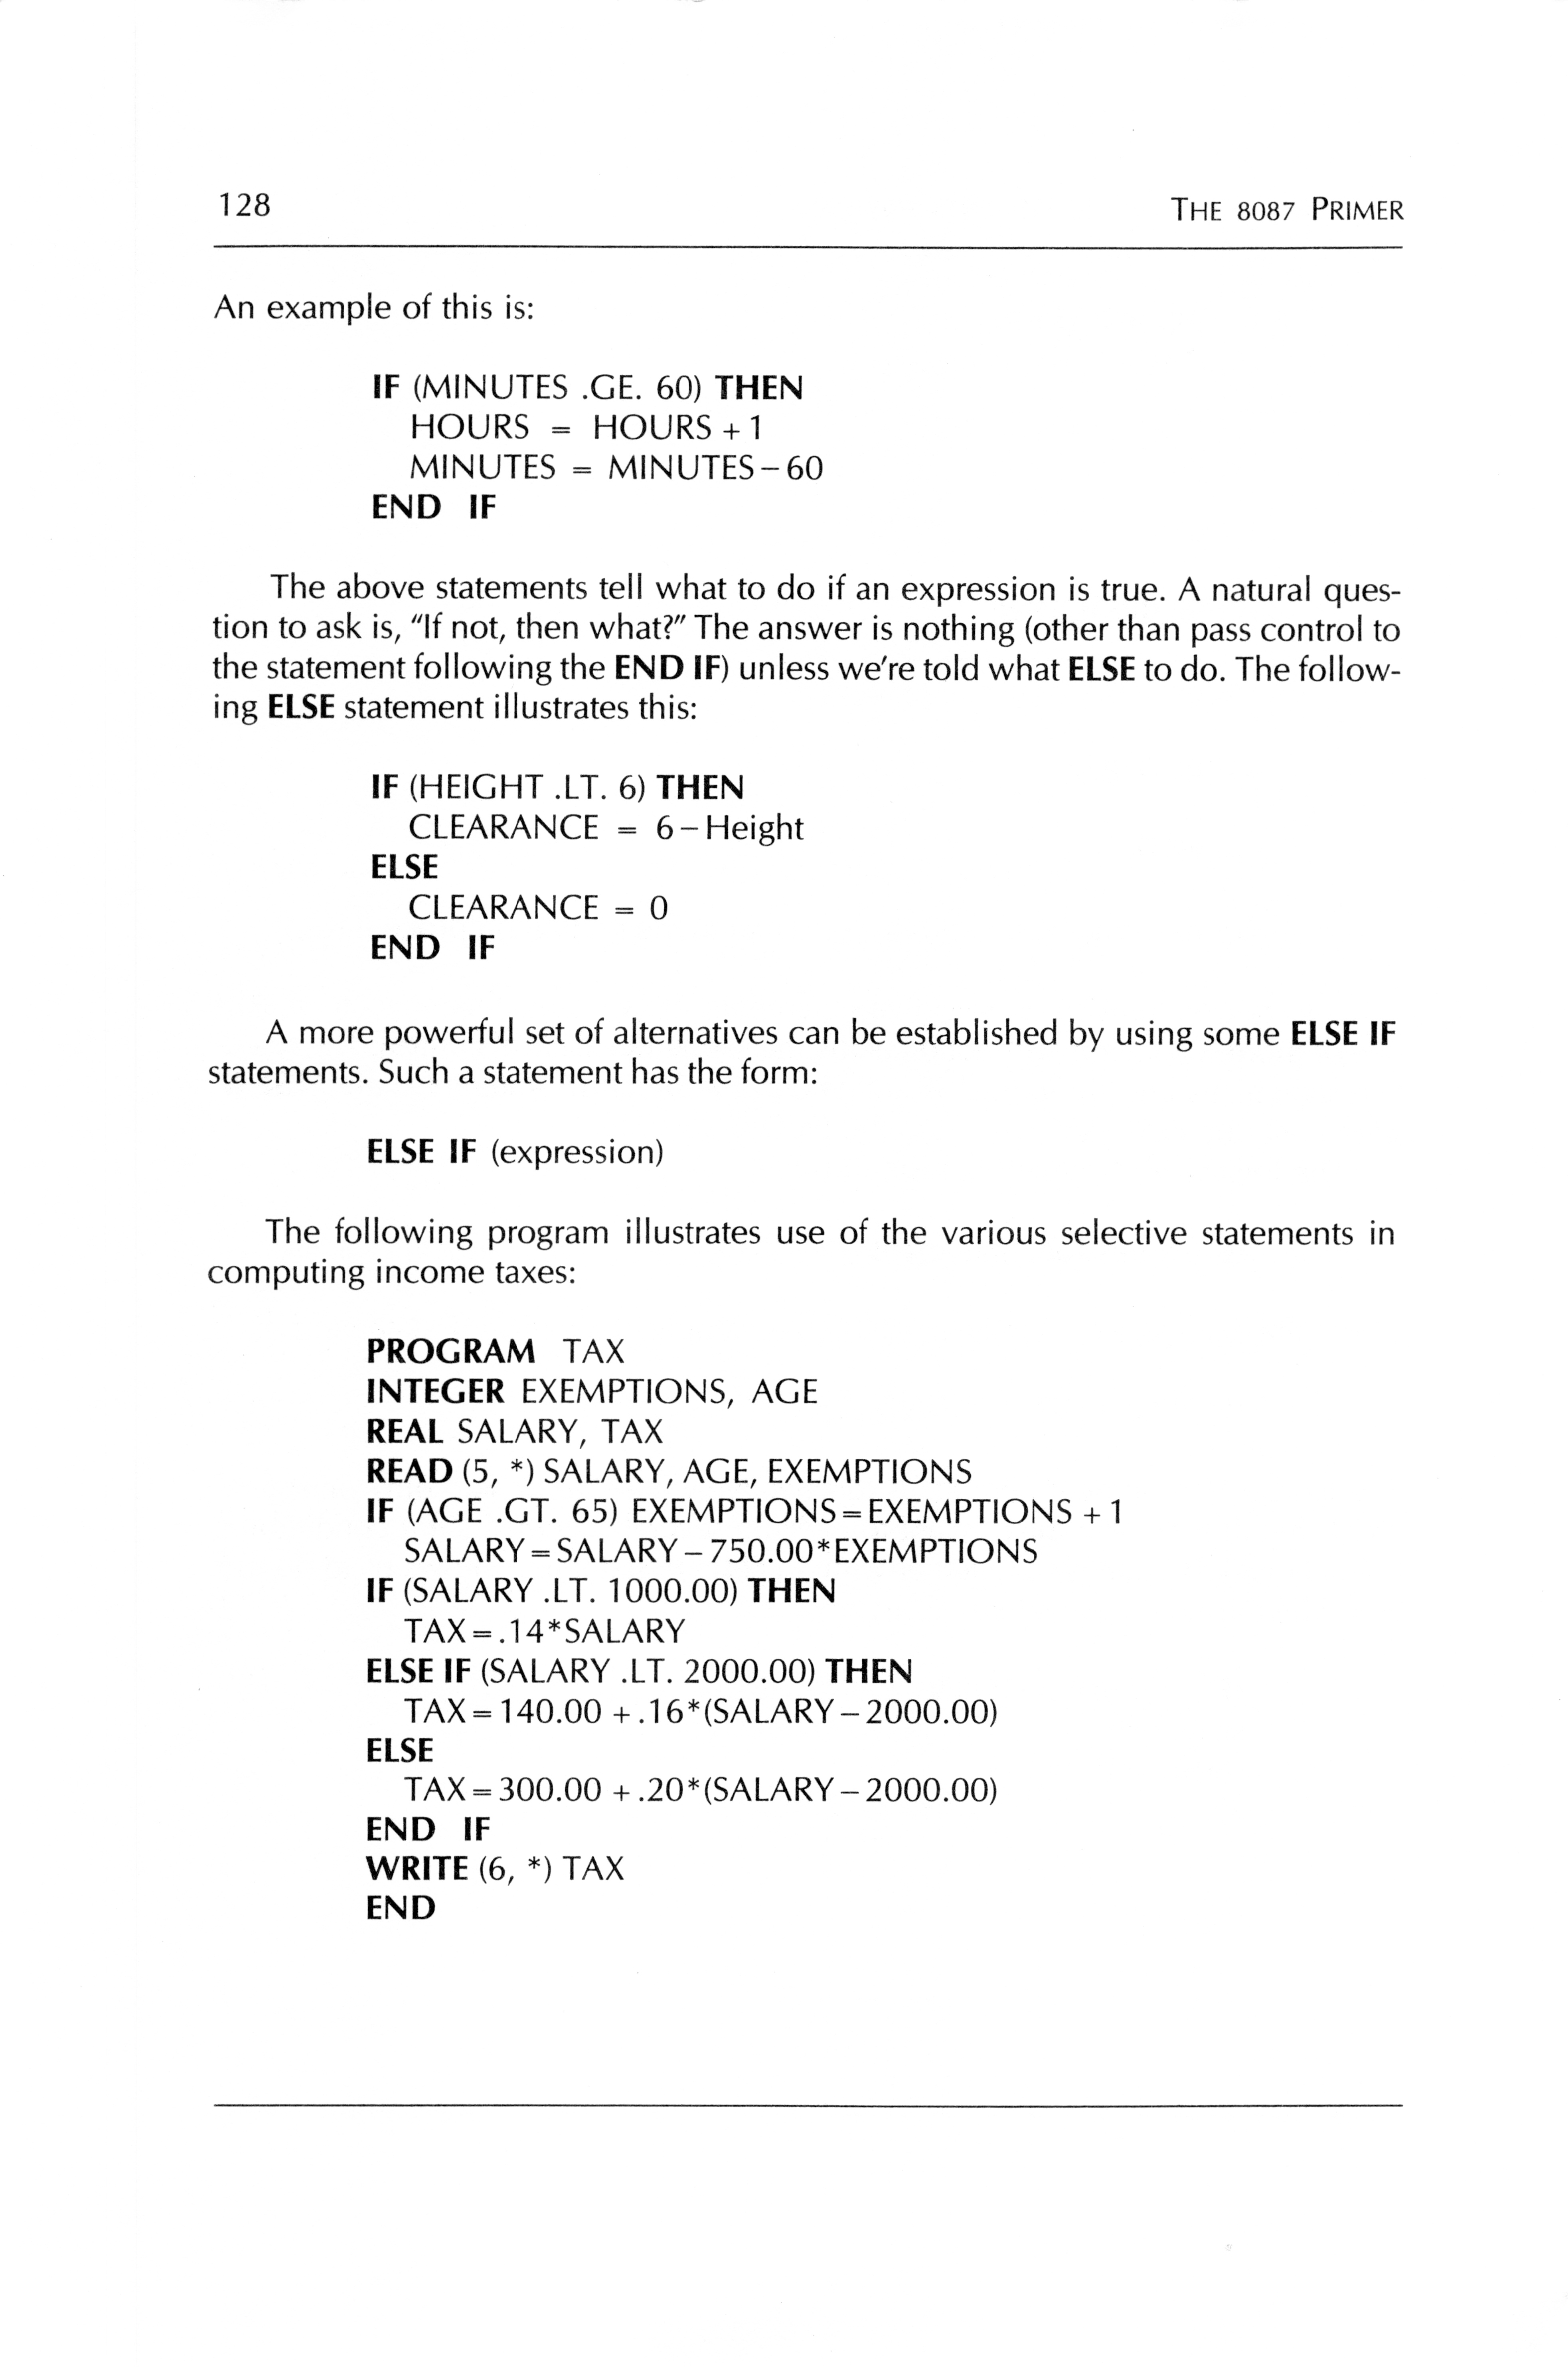 128
THE 8087 PRIMER
An example of this is:
IF (MINUTES .GE. 60) THEN
HOURS = HOURS + 1
MINUTES = MINUTES – 60
END IF
The above statements tell what to do if an expression is true. A natural ques-
tion to ask is, "If not, then what?" The answer is nothing (other than pass control to
the statement following the END IF) unless we're told what ELSE to do. The follow-
ing ELSE statement illustrates this:
IF (HEIGHT .LT. 6) THEN
CLEARANCE = 6 – Height
ELSE
CLEARANCE = 0
END IF
A more powerful set of alternatives can be established by using some ELSE IF
statements. Such a statement has the form:
ELSE IF (expression)
The following program illustrates use of the various selective statements in
computing income taxes:
PROGRAM TAX
INTEGER EXEMPTIONS, AGE
REAL SALARY, TAX
READ (5, *) SALARY, AGE, EXEMPTIONS
IF (AGE .GT. 65) EXEMPTIONS = EXEMPTIONS + 1
SALARY = SALARY – 750.00*EXEMPTIONS
IF (SALARY .LT. 1000.00) THEN
TAX = .14*SALARY
ELSE IF (SALARY .LT. 2000.00) THEN
TAX = 140.00 + .16*(SALARY – 2000.00)
ELSE
TAX = 300.00 + .20*(SALARY – 2000.00)
END IF
WRITE (6, *) TAX
END